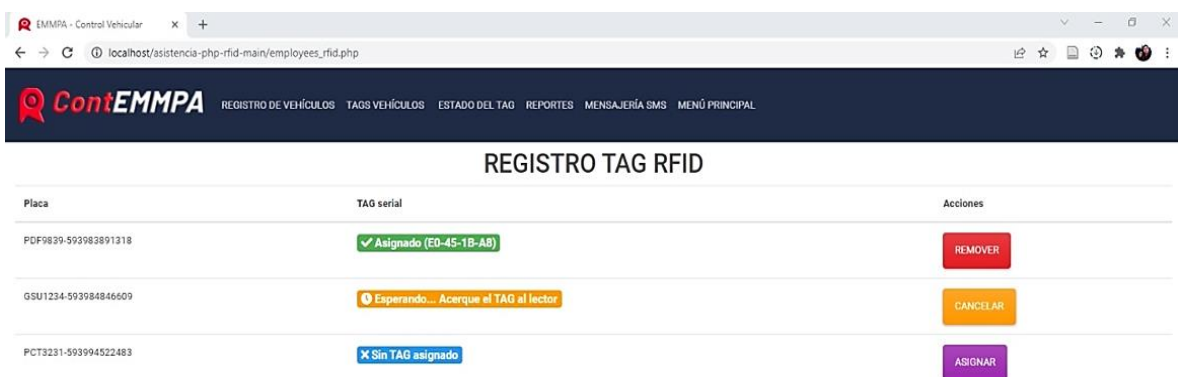 EMMPA - Control Vehicular
localhost/asistencia-php-rfid-main/employees_rfid.php
ContEMMPA REGISTRO DE VEHÍCULOS TAGS VEHÍCULOS ESTADO DEL TAG REPORTES MENSAJERÍA SMS MENÚ PRINCIPAL
REGISTRO TAG RFID
Placa TAG serial Acciones
PDF9839-593983891318 Asignado (E0-45-1B-A8) REMOVER
GSU1234-593984846609 Esperando... Acerque el TAG al lector CANCELAR
PCT3231-593994522483 Sin TAG asignado ASIGNAR